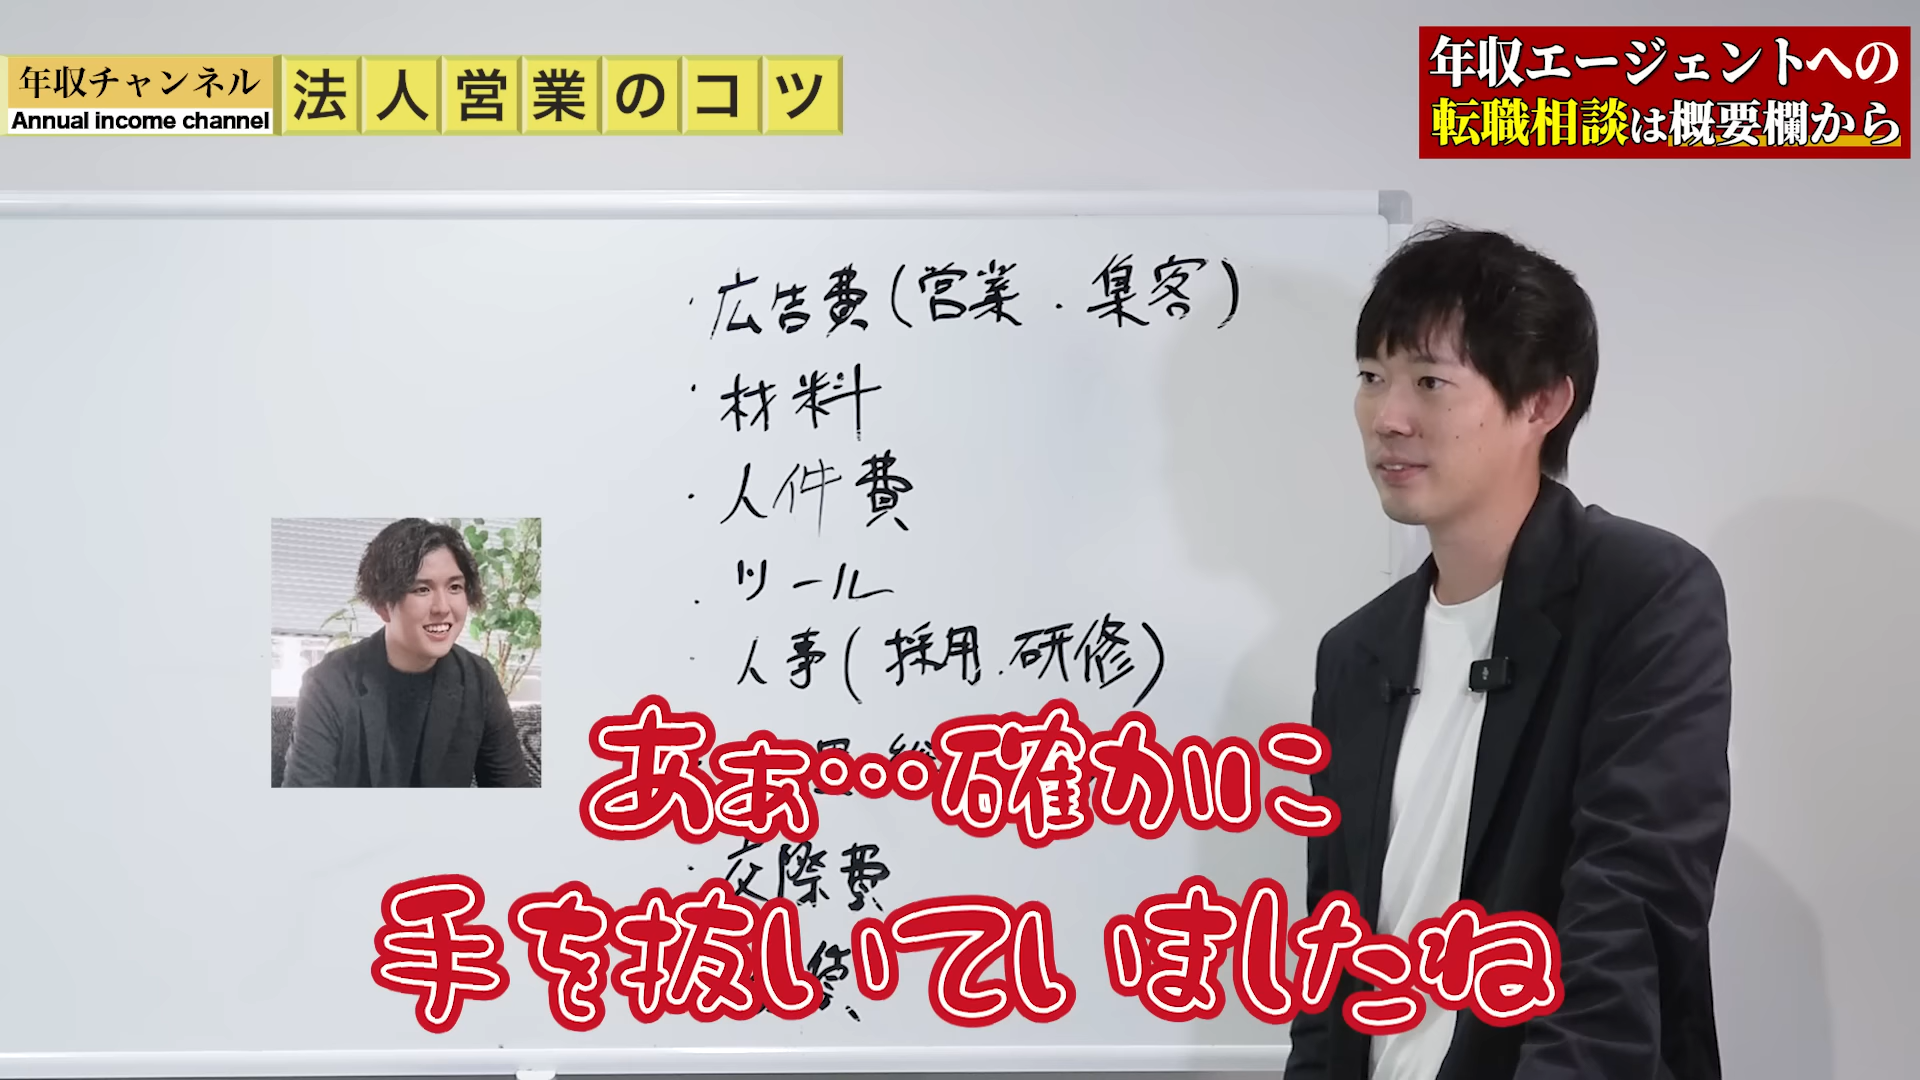 年収チャンネル
Annual income channel
法人営業のコツ
年収エージェントへの
転職相談は概要欄から
・広告費(営業・集客)
・材料
・人件費
・ツール
・人事(採用・研修)
・交際費
あぁ…確かに
手を抜いていましたね